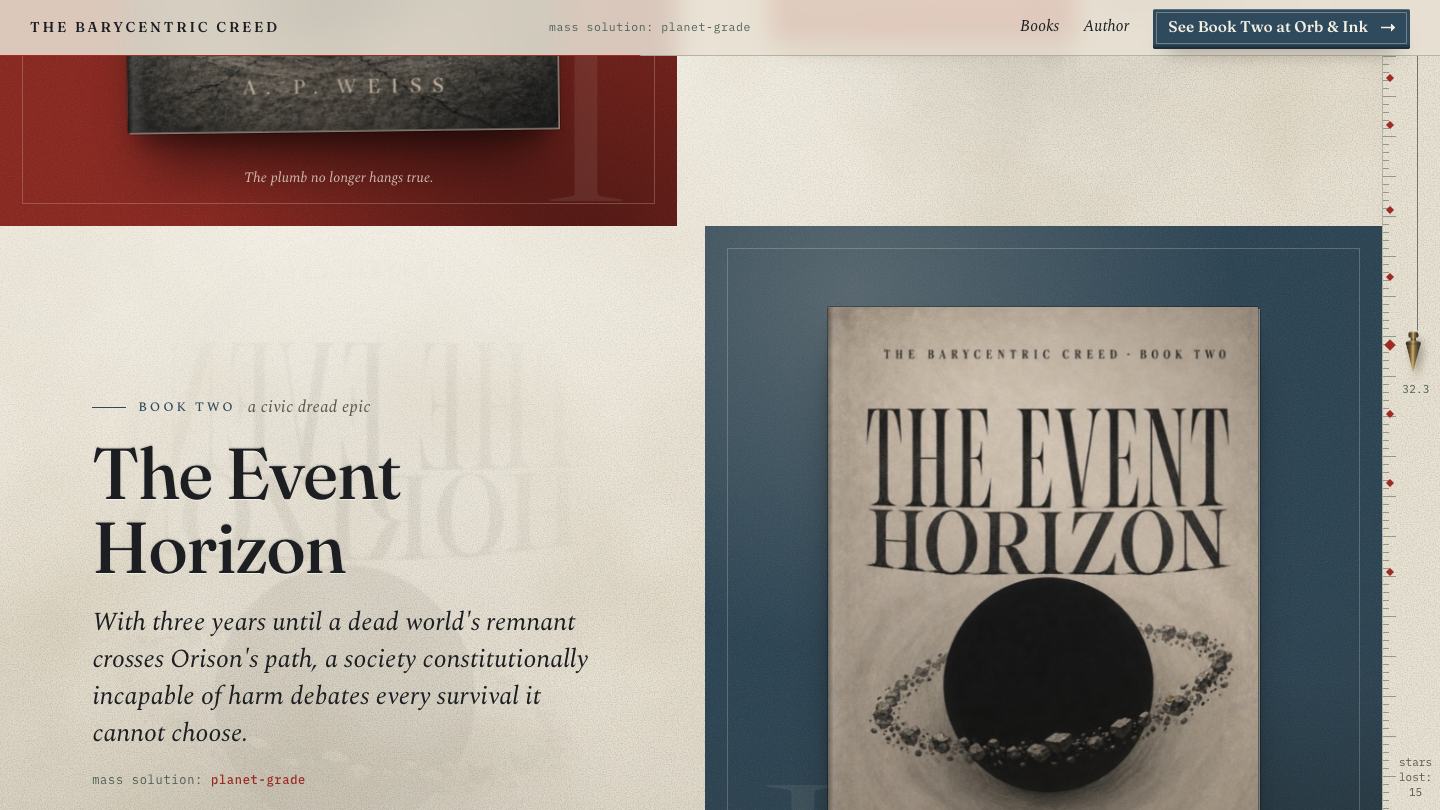 THE BARYCENTRIC CREED
mass solution: planet-grade
Books
Author
See Book Two at Orb & Ink →
A. P. WEISS
The plumb no longer hangs true.
BOOK TWO a civic dread epic
The Event
Horizon
With three years until a dead world's remnant
crosses Orison's path, a society constitutionally
incapable of harm debates every survival it
cannot choose.
mass solution: planet-grade
THE BARYCENTRIC CREED · BOOK TWO
THE EVENT
HORIZON
32.3
stars
lost:
15